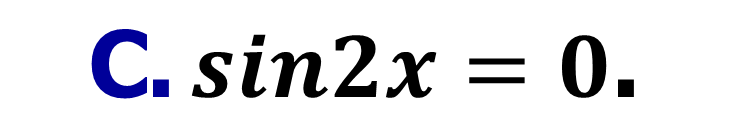 C. sin2x = 0.